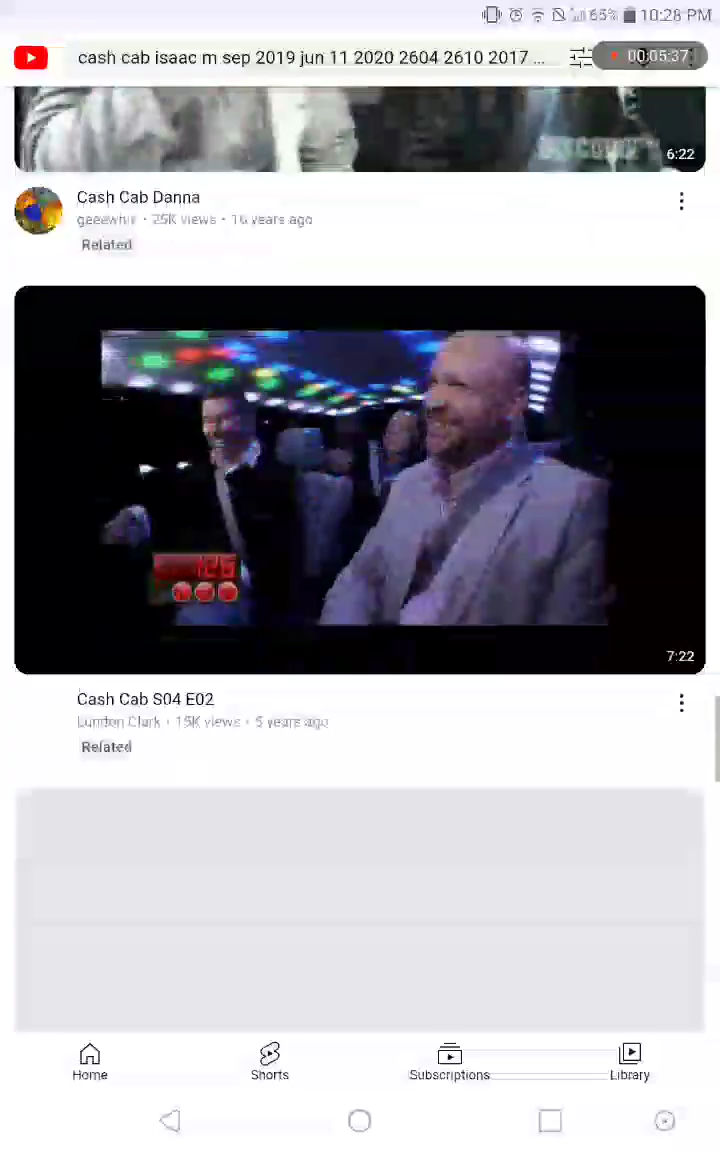 65% 10:28 PM
cash cab isaac m sep 2019 jun 11 2020 2604 2610 2017 ...
00:05:37
6:22
Cash Cab Danna
25K views • 16 years ago
Related
7:22
Cash Cab S04 E02
London Clark • 15K views • 5 years ago
Related
Home
Shorts
Subscriptions
Library